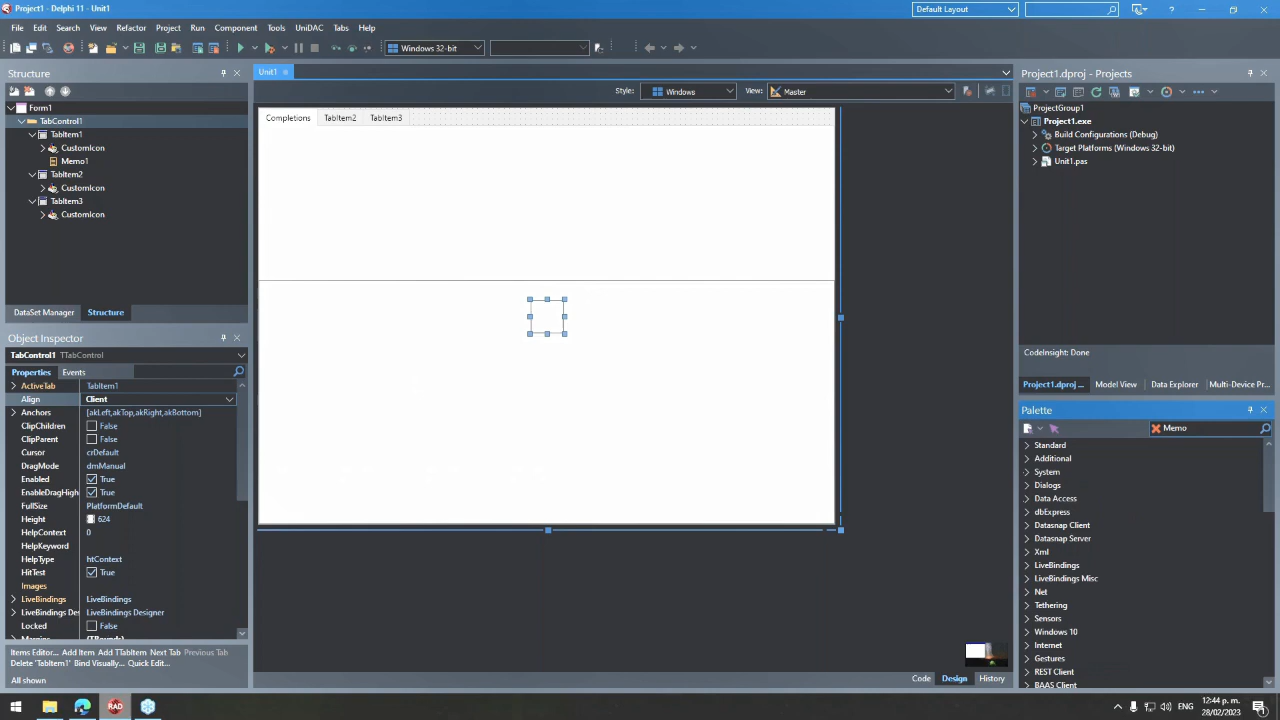 Project1 - Delphi 11 - Unit1
Default Layout
File Edit Search View Refactor Project Run Component Tools UniDAC Tabs Help
Windows 32-bit
Structure
Form1
TabControl1
TabItem1
CustomIcon
Memo1
TabItem2
CustomIcon
TabItem3
CustomIcon
DataSet Manager Structure
Object Inspector
TabControl1 TTabControl
Properties Events
ActiveTab TabItem1
Align Client
Anchors [akLeft,akTop,akRight,akBottom]
ClipChildren False
ClipParent False
Cursor crDefault
DragMode dmManual
Enabled True
EnableDragHigh True
FullSize PlatformDefault
Height 624
HelpContext 0
HelpKeyword
HelpType htContext
HitTest True
Images
LiveBindings LiveBindings
LiveBindings De: LiveBindings Designer
Locked False
Margins (TBounds)
Items Editor... Add Item Add TTabItem Next Tab Previous Tab
Delete 'TabItem1' Bind Visually... Quick Edit...
All shown
Unit1
Style: Windows View: Master
Completions TabItem2 TabItem3
Code Design History
Project1.dproj - Projects
ProjectGroup1
Project1.exe
Build Configurations (Debug)
Target Platforms (Windows 32-bit)
Unit1.pas
CodeInsight: Done
Project1.dproj ... Model View Data Explorer Multi-Device Pr...
Palette
Memo
Standard
Additional
System
Dialogs
Data Access
dbExpress
Datasnap Client
Datasnap Server
Xml
LiveBindings
LiveBindings Misc
Net
Tethering
Sensors
Windows 10
Internet
Gestures
REST Client
BAAS Client
RAD
ENG
12:44 p. m.
28/02/2023